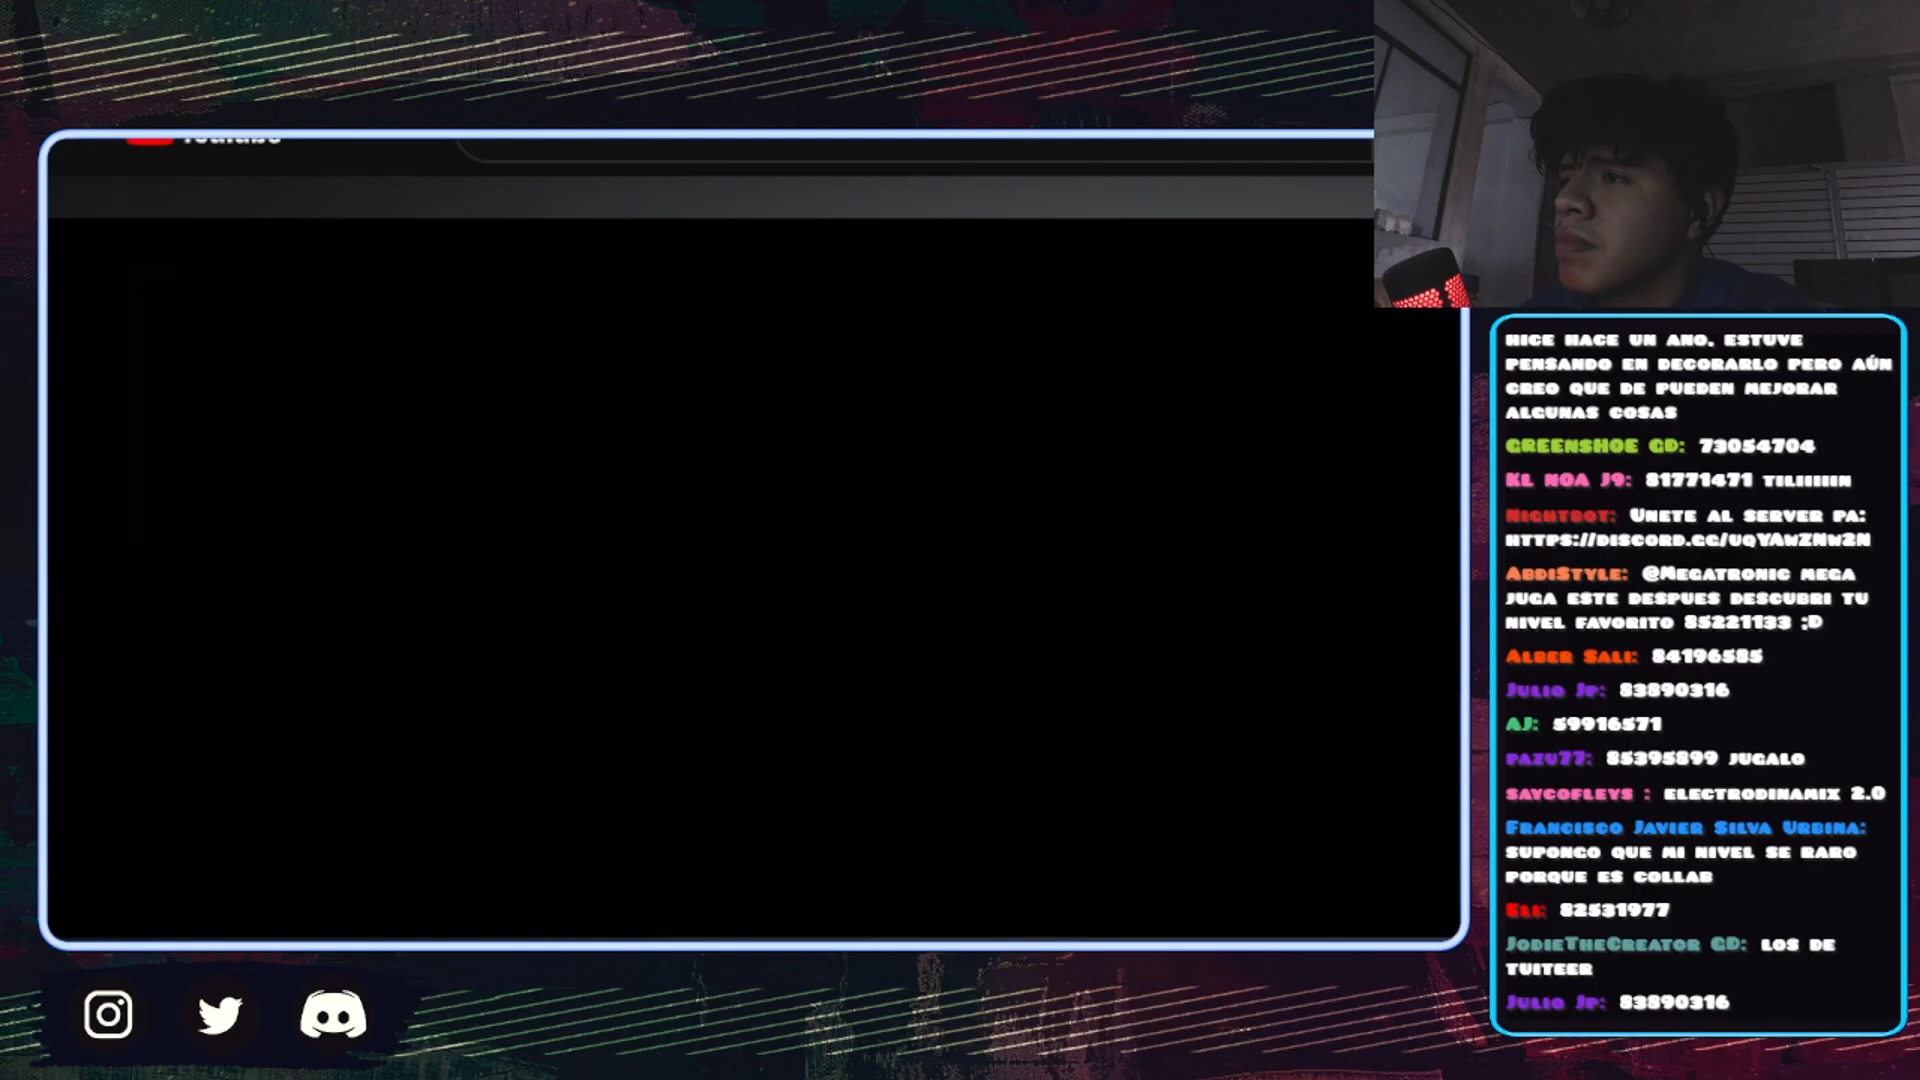 YouTube
HICE HACE UN AÑO. ESTUVE
PENSANDO EN DECORARLO PERO AÚN
CREO QUE DE PUEDEN MEJORAR
ALGUNAS COSAS
GREENSHOE GD: 73054704
KL NOA J9: 81771471 TILIIIIIN
NIGHTBOT: UNETE AL SERVER PA:
HTTPS://DISCORD.GG/UQYAWZNW2N
ABDISTYLE: @MEGATRONIC MEGA
JUGA ESTE DESPUES DESCUBRI TU
NIVEL FAVORITO 85221133 ;D
ALBER SALI: 84196585
JULIO JP: 83890316
AJ: 59916571
PAZU77: 85395899 JUGALO
SAYCOFLEYS : ELECTRODINAMIX 2.0
FRANCISCO JAVIER SILVA URBINA:
SUPONGO QUE MI NIVEL SE RARO
PORQUE ES COLLAB
ELI: 82531977
JODIETHECREATOR GD: LOS DE
TUITEER
JULIO JP: 83890316